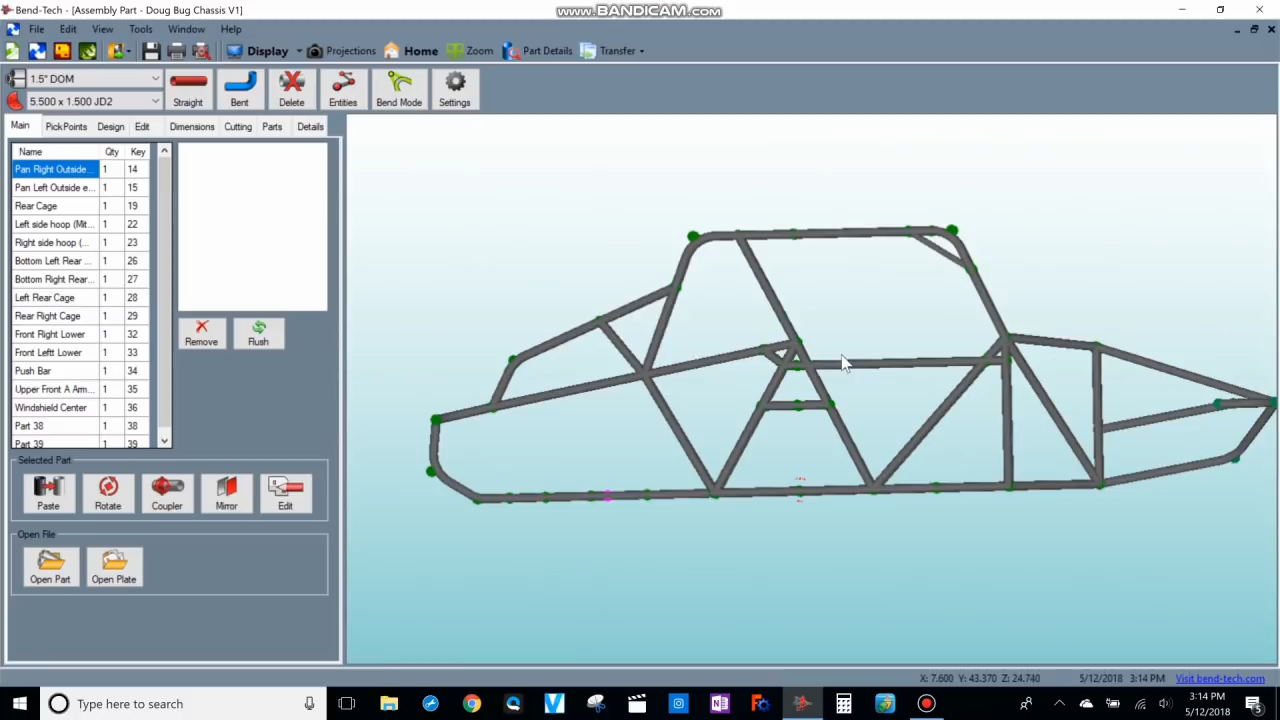 Bend-Tech - [Assembly Part - Doug Bug Chassis V1]
www.BANDICAM.com
File Edit View Tools Window Help
Display Projections Home Zoom Part Details Transfer
1.5" DOM
5.500 x 1.500 JD2
Straight Bent Delete Entities Bend Mode Settings
Main PickPoints Design Edit Dimensions Cutting Parts Details
Name Qty Key
Pan Right Outside... 1 14
Pan Left Outside e... 1 15
Rear Cage 1 19
Left side hoop (Mit... 1 22
Right side hoop (... 1 23
Bottom Left Rear ... 1 26
Bottom Right Rear... 1 27
Left Rear Cage 1 28
Rear Right Cage 1 29
Front Right Lower 1 32
Front Leftt Lower 1 33
Push Bar 1 34
Upper Front A Arm... 1 35
Windshield Center 1 36
Part 38 1 38
Part 39 1 39
Remove Flush
Selected Part
Paste Rotate Coupler Mirror Edit
Open File
Open Part Open Plate
X: 7.600 Y: 43.370 Z: 24.740 5/12/2018 3:14 PM Visit bend-tech.com
Type here to search
3:14 PM
5/12/2018